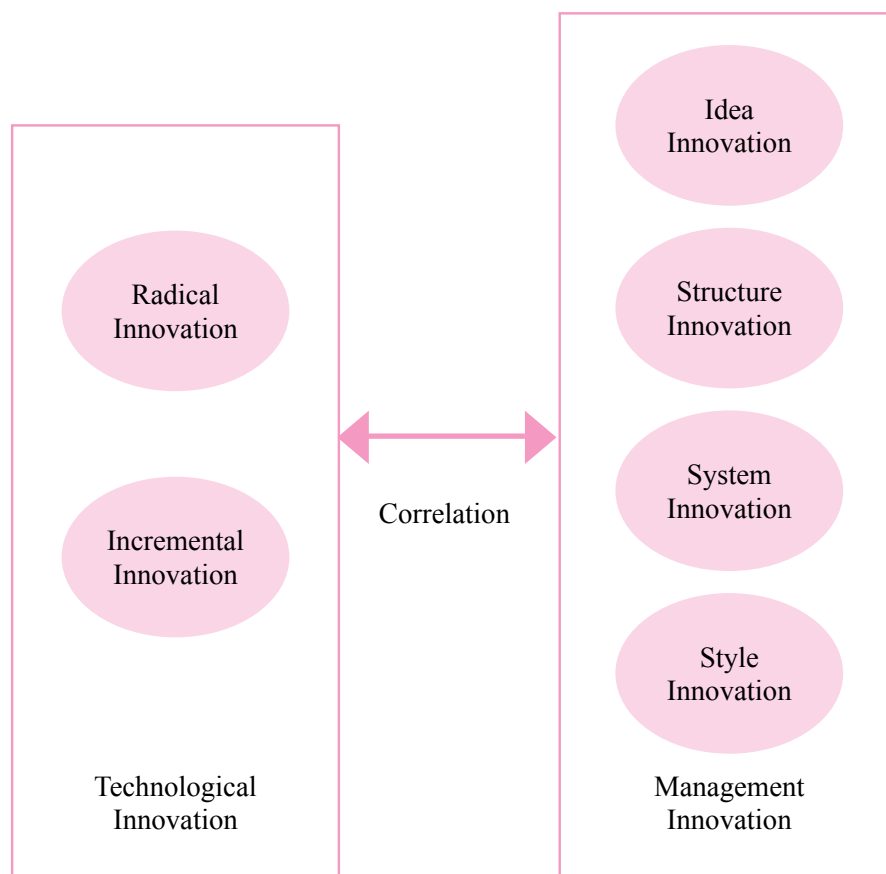 Radical
Innovation
Incremental
Innovation
Technological
Innovation
Correlation
Idea
Innovation
Structure
Innovation
System
Innovation
Style
Innovation
Management
Innovation